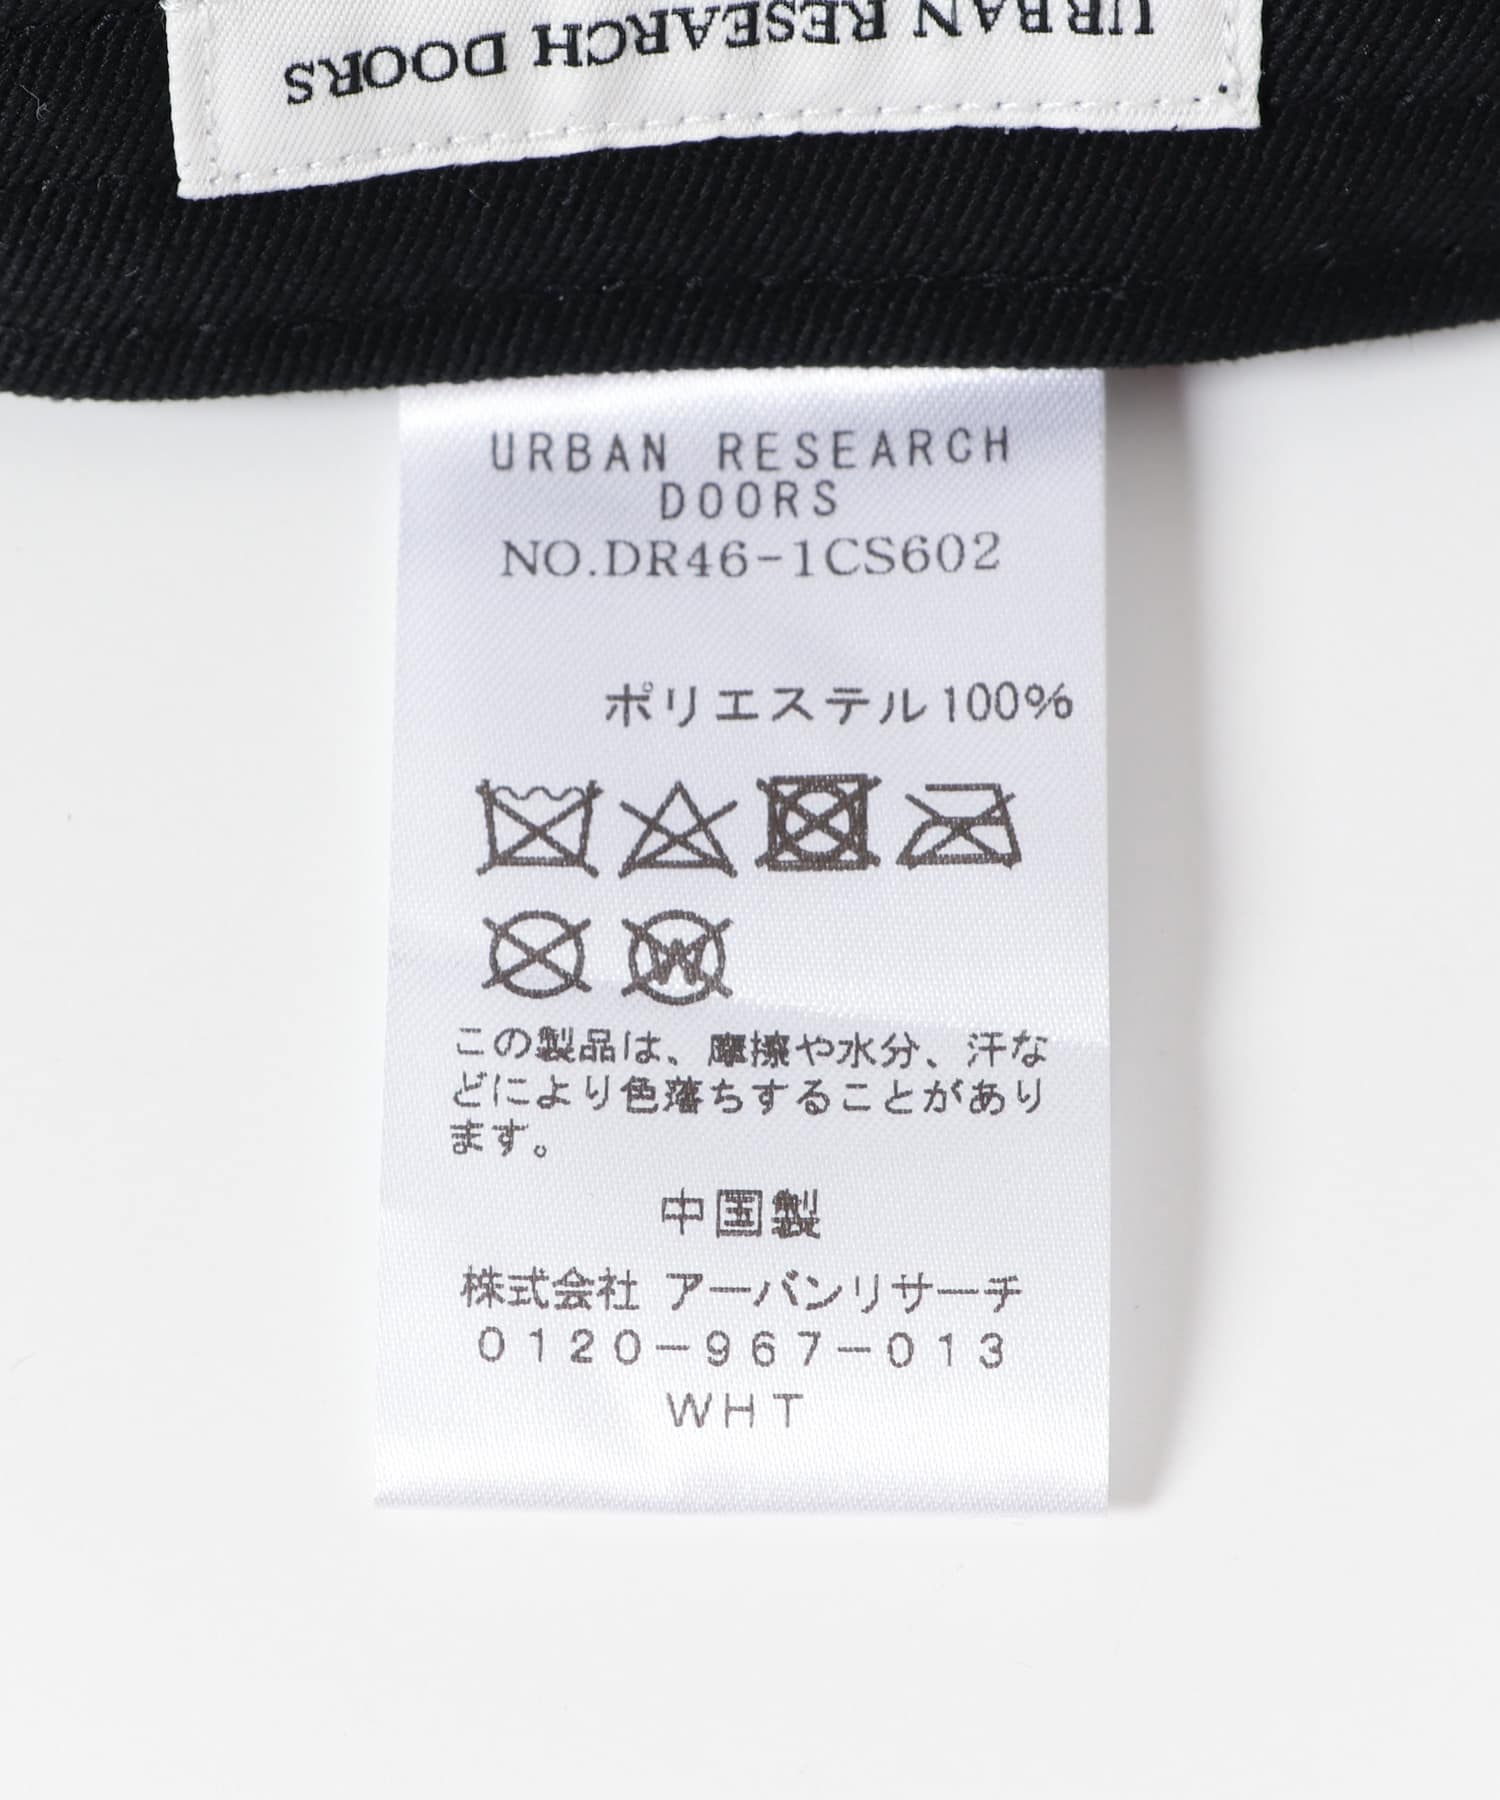 URBAN RESEARCH DOORS
URBAN RESEARCH
DOORS
NO.DR46-1CS602
ポリエステル100%
W
この製品は、摩擦や水分、汗な
どにより色落ちすることがあり
ます。
中国製
株式会社 アーバンリサーチ
0120-967-013
WHT